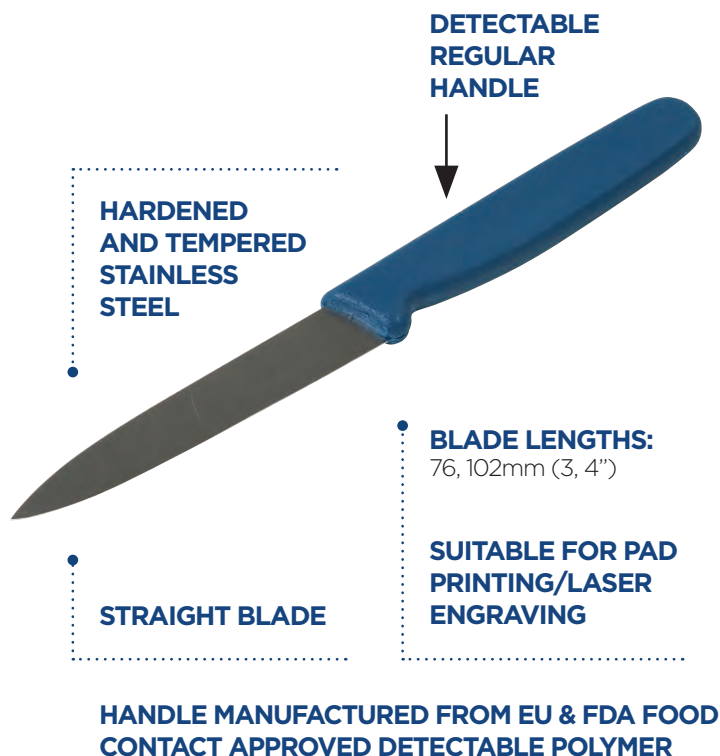 DETECTABLE
REGULAR
HANDLE
HARDENED
AND TEMPERED
STAINLESS
STEEL
BLADE LENGTHS:
76, 102mm (3, 4”)
SUITABLE FOR PAD
PRINTING/LASER
ENGRAVING
STRAIGHT BLADE
HANDLE MANUFACTURED FROM EU & FDA FOOD
CONTACT APPROVED DETECTABLE POLYMER